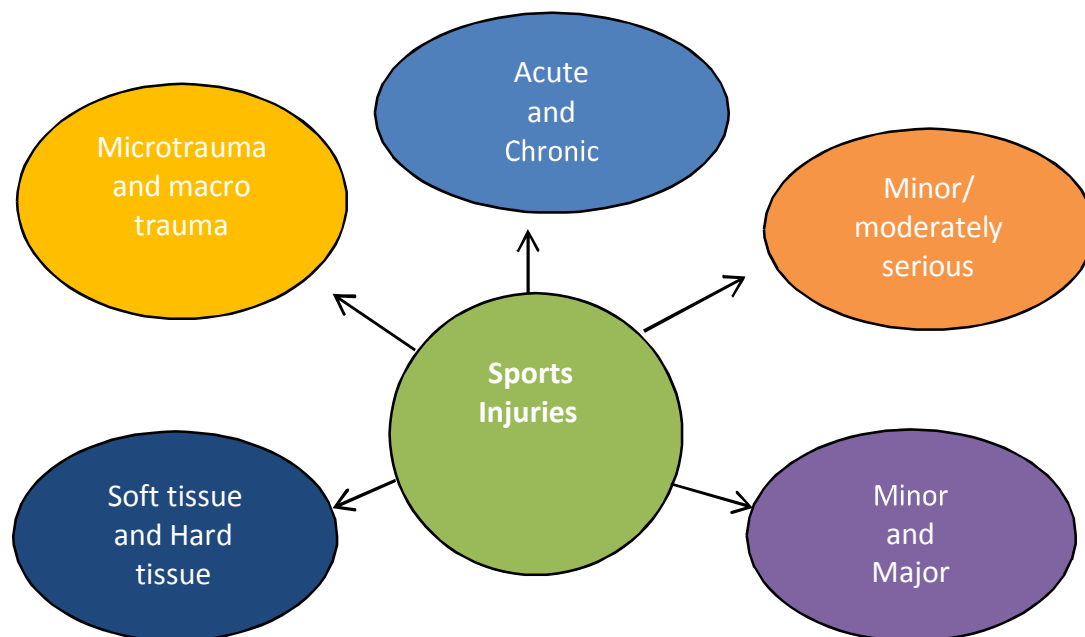 Acute
and
Chronic
Microtrauma
and macro
trauma
Minor/
moderately
serious
Sports
Injuries
Soft tissue
and Hard
tissue
Minor
and
Major